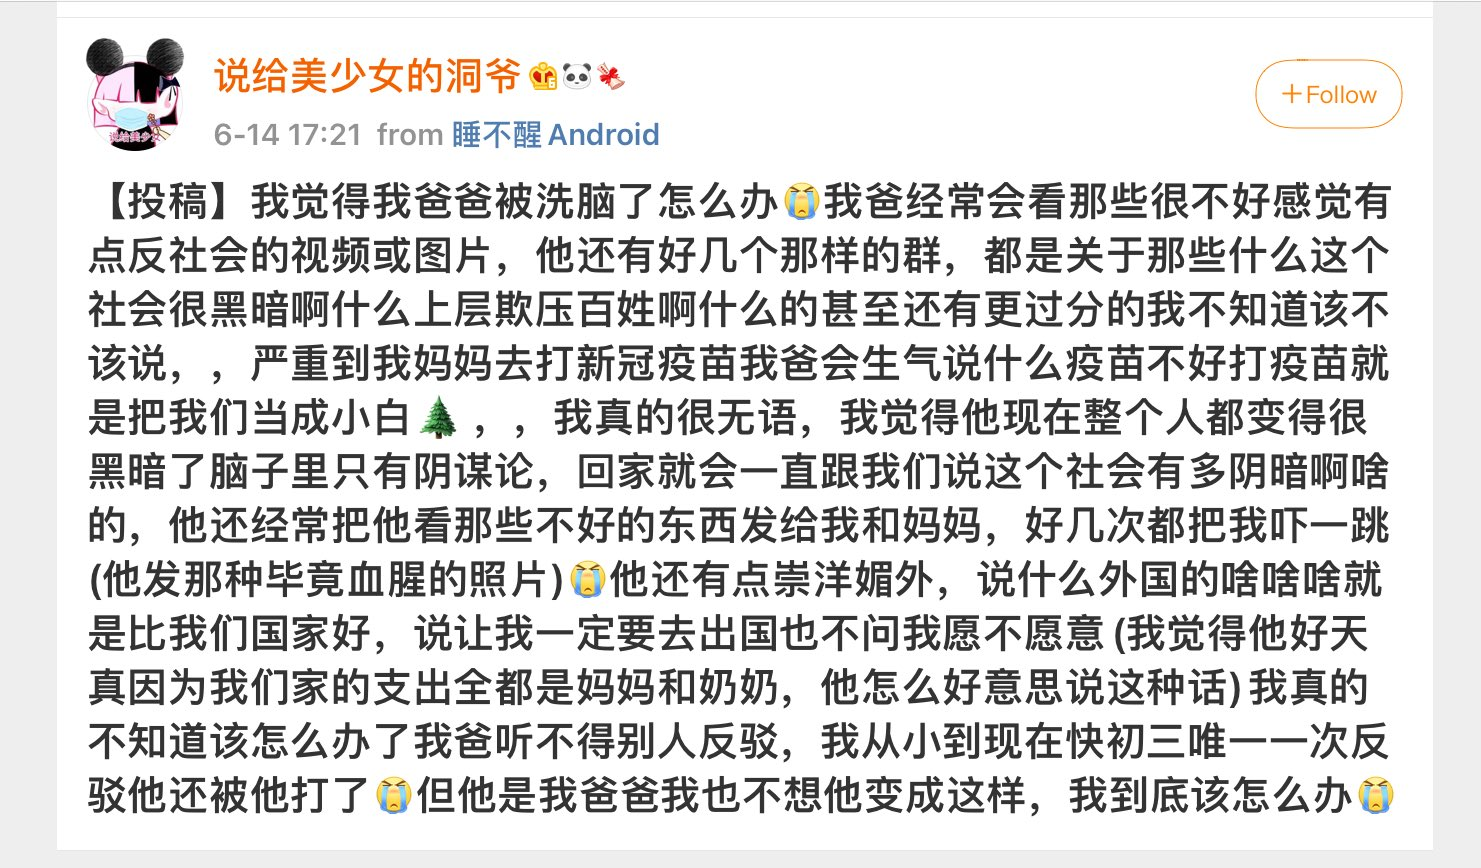 说给美少女的洞爷
6-14 17:21 from 睡不醒Android
+Follow
【投稿】我觉得我爸爸被洗脑了怎么办😭我爸经常会看那些很不好感觉有
点反社会的视频或图片，他还有好几个那样的群，都是关于那些什么这个
社会很黑暗啊什么上层欺压百姓啊什么的甚至还有更过分的我不知道该不
该说，，严重到我妈妈去打新冠疫苗我爸会生气说什么疫苗不好打疫苗就
是把我们当成小白🌲，，我真的很无语，我觉得他现在整个人都变得很
黑暗了脑子里只有阴谋论，回家就会一直跟我们说这个社会有多阴暗啊啥
的，他还经常把他看那些不好的东西发给我和妈妈，好几次都把我吓一跳
(他发那种毕竟血腥的照片)😭他还有点崇洋媚外，说什么外国的啥啥啥就
是比我们国家好，说让我一定要去出国也不问我愿不愿意(我觉得他好天
真因为我们家的支出全都是妈妈和奶奶，他怎么好意思说这种话)我真的
不知道该怎么办了我爸听不得别人反驳，我从小到现在快初三唯一一次反
驳他还被他打了😭但他是我爸爸我也不想他变成这样，我到底该怎么办😭